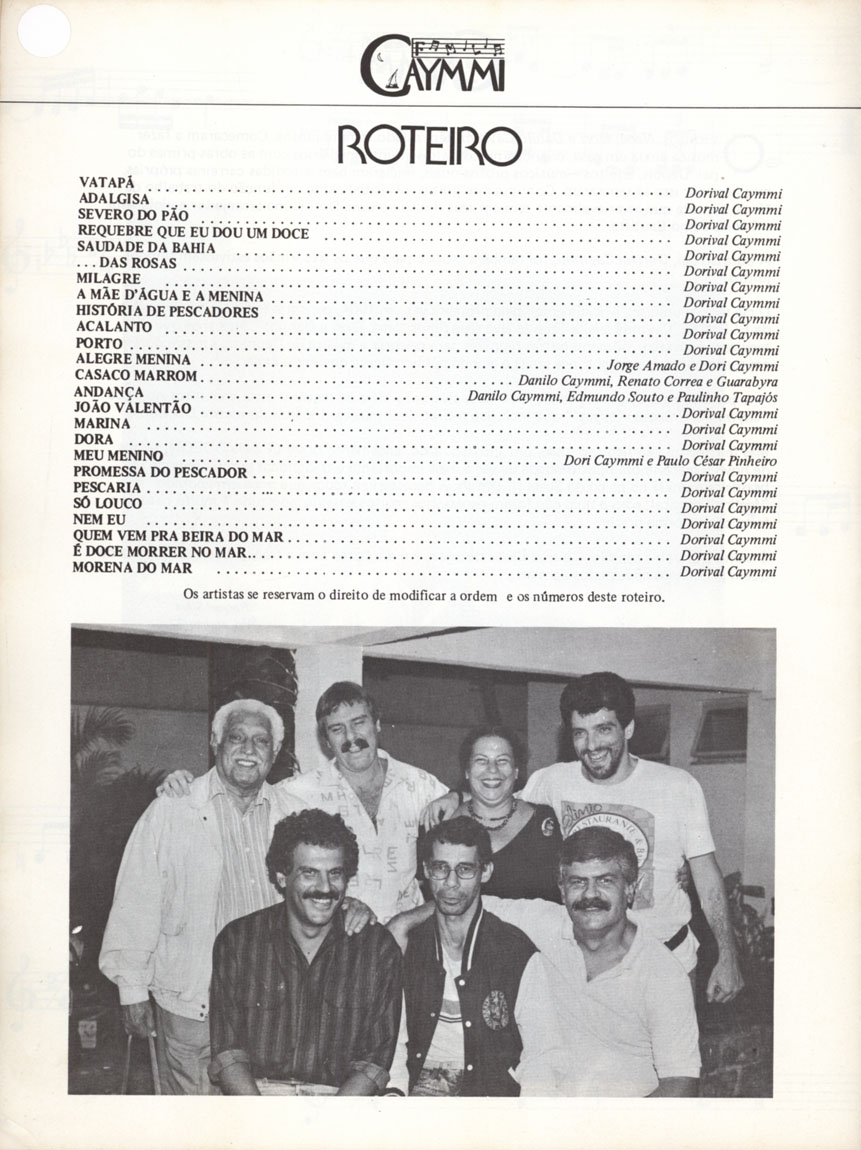 FAMILIA
CAYMMI
ROTEIRO
VATAPÁ . . . Dorival Caymmi
ADALGISA . . . Dorival Caymmi
SEVERO DO PÃO . . . Dorival Caymmi
REQUEBRE QUE EU DOU UM DOCE . . . Dorival Caymmi
SAUDADE DA BAHIA Dorival Caymmi
. . . DAS ROSAS . . . Dorival Caymmi
MILAGRE . . . Dorival Caymmi
A MÃE D'ÁGUA E A MENINA . . . Dorival Caymmi
HISTÓRIA DE PESCADORES . . . Dorival Caymmi
ACALANTO . . . Dorival Caymmi
PORTO . . . Dorival Caymmi
ALEGRE MENINA . . . Jorge Amado e Dori Caymmi
CASACO MARROM . . . Danilo Caymmi, Renato Correa e Guarabyra
ANDANÇA . . . Danilo Caymmi, Edmundo Souto e Paulinho Tapajós
JOÃO VALENTÃO . . . Dorival Caymmi
MARINA . . . Dorival Caymmi
DORA . . . Dorival Caymmi
MEU MENINO . . . Dori Caymmi e Paulo César Pinheiro
PROMESSA DO PESCADOR . . . Dorival Caymmi
PESCARIA . . . Dorival Caymmi
SÓ LOUCO . . . Dorival Caymmi
NEM EU . . . Dorival Caymmi
QUEM VEM PRA BEIRA DO MAR . . . Dorival Caymmi
É DOCE MORRER NO MAR . . . Dorival Caymmi
MORENA DO MAR . . . Dorival Caymmi
Os artistas se reservam o direito de modificar a ordem e os números deste roteiro.
RESTAURANTE &